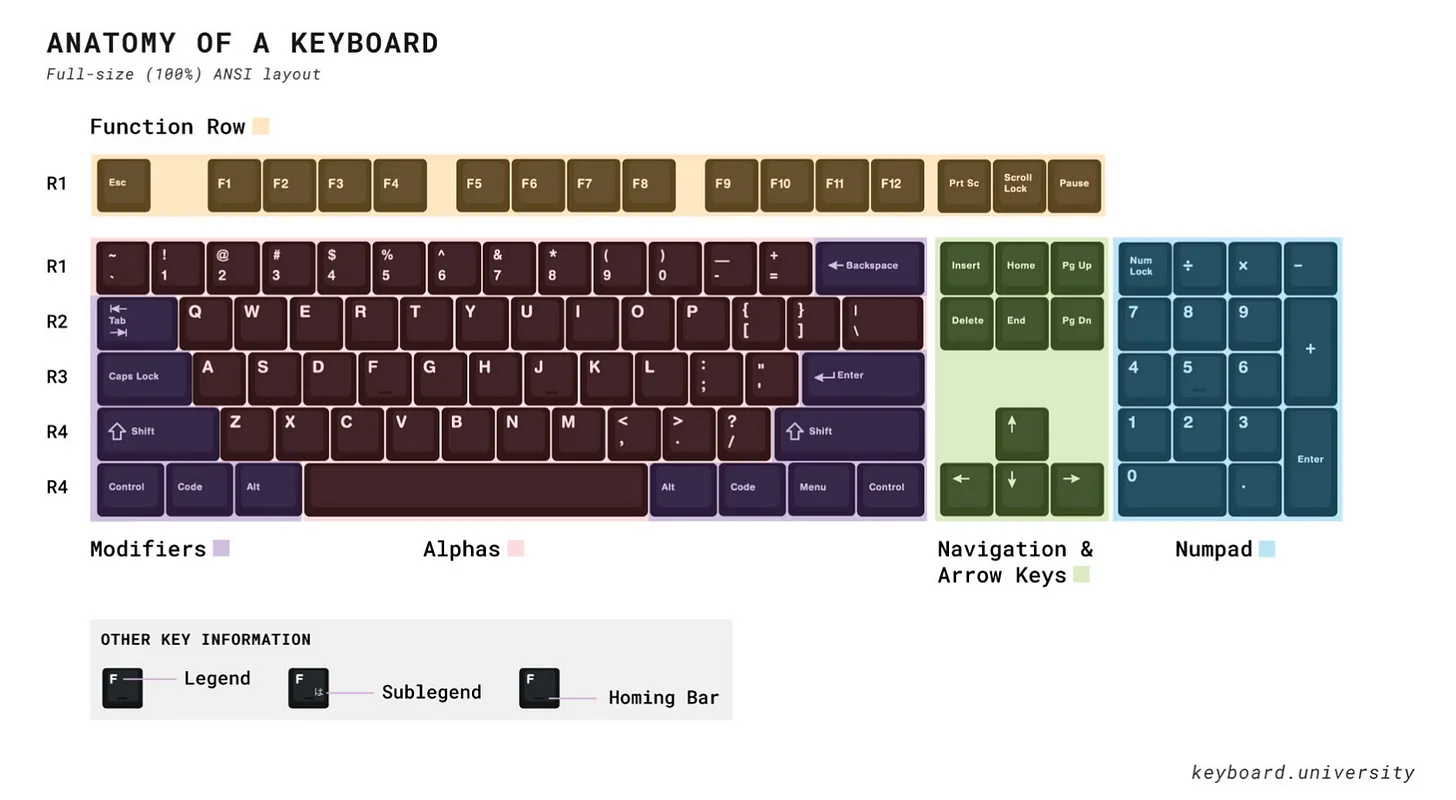 ANATOMY OF A KEYBOARD
Full-size (100%) ANSI layout
Function Row
R1 Esc F1 F2 F3 F4 F5 F6 F7 F8 F9 F10 F11 F12 Prt Sc Scroll Lock Pause
R1 ~ ` ! 1 @ 2 # 3 $ 4 % 5 ^ 6 & 7 * 8 ( 9 ) 0 — - + = ← Backspace Insert Home Pg Up Num Lock ÷ × −
R2 Tab Q W E R T Y U I O P { [ } ] | \ Delete End Pg Dn 7 8 9 +
R3 Caps Lock A S D F G H J K L : ; " ' Enter 4 5 6
R4 Shift Z X C V B N M < , > . ? / Shift ↑ 1 2 3 Enter
R4 Control Code Alt Alt Code Menu Control ← ↓ → 0 .
Modifiers Alphas Navigation & Numpad
Arrow Keys
OTHER KEY INFORMATION
F Legend F は Sublegend F Homing Bar
keyboard.university